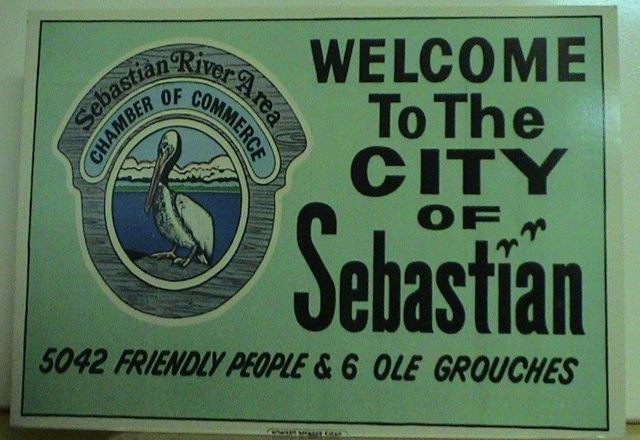 Sebastian River Area
CHAMBER OF COMMERCE
WELCOME
To The
CITY
OF
Sebastian
5042 FRIENDLY PEOPLE & 6 OLE GROUCHES